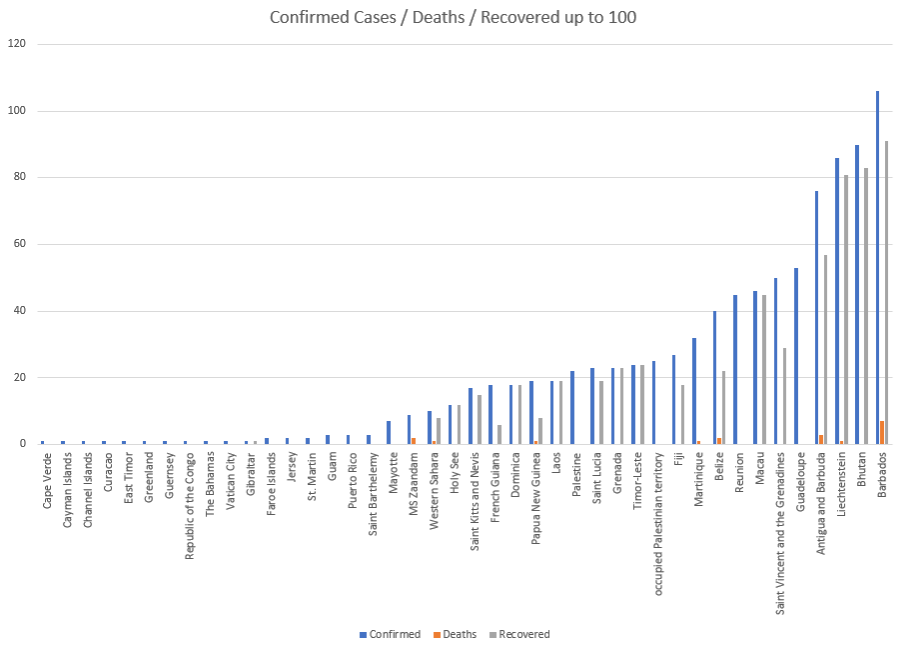 Confirmed Cases / Deaths / Recovered up to 100
120
100
80
60
40
20
0
Cape Verde
Cayman Islands
Channel Islands
Curacao
East Timor
Greenland
Guernsey
Republic of the Congo
The Bahamas
Vatican City
Gibraltar
Faroe Islands
Jersey
St. Martin
Guam
Puerto Rico
Saint Barthelemy
Mayotte
MS Zaandam
Western Sahara
Holy See
Saint Kitts and Nevis
French Guiana
Dominica
Papua New Guinea
Laos
Palestine
Saint Lucia
Grenada
Timor-Leste
occupied Palestinian territory
Fiji
Martinique
Belize
Reunion
Macau
Saint Vincent and the Grenadines
Guadeloupe
Antigua and Barbuda
Liechtenstein
Bhutan
Barbados
Confirmed Deaths Recovered